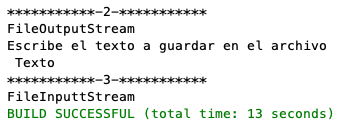 ***********-2-***********
FileOutputStream
Escribe el texto a guardar en el archivo
 Texto
***********-3-***********
FileInputtStream
BUILD SUCCESSFUL (total time: 13 seconds)